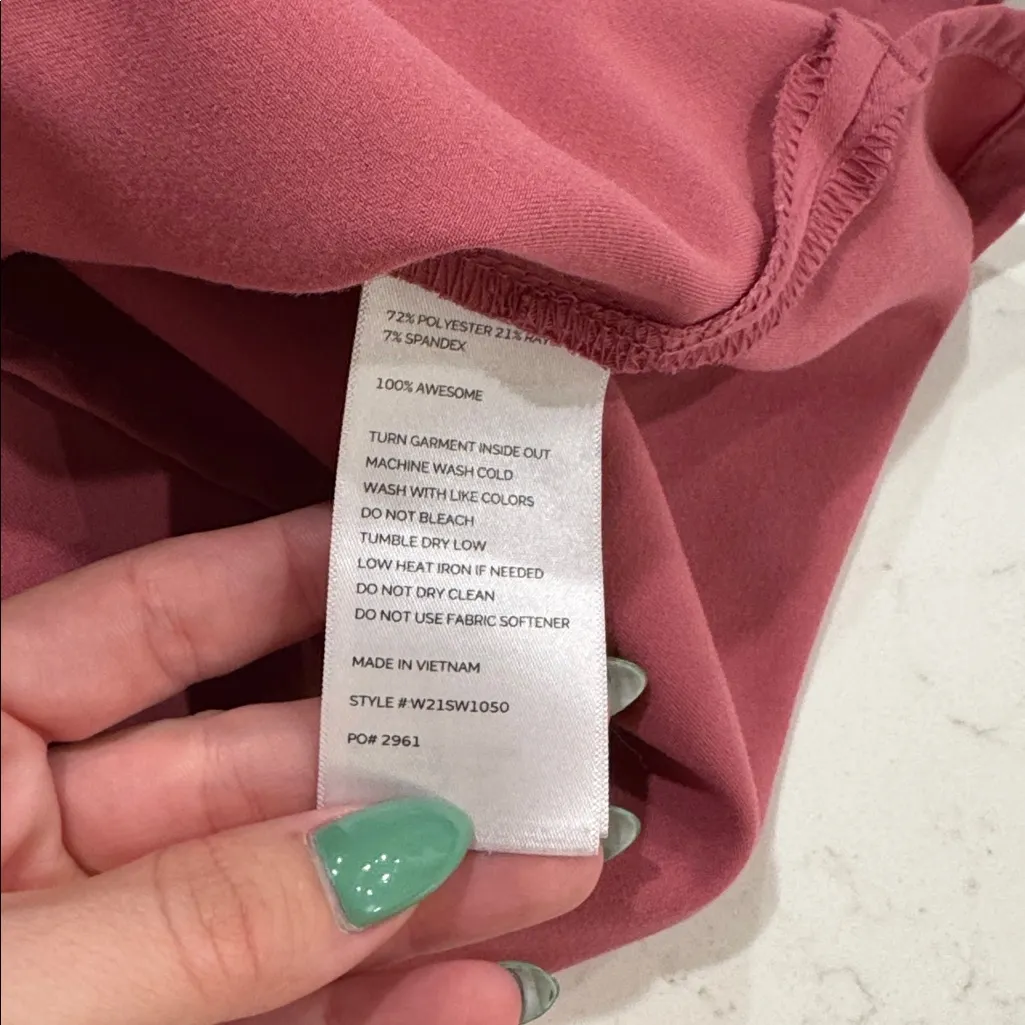 72% POLYESTER 21%
7% SPANDEX
100% AWESOME
TURN GARMENT INSIDE OUT
MACHINE WASH COLD
WASH WITH LIKE COLORS
DO NOT BLEACH
TUMBLE DRY LOW
LOW HEAT IRON IF NEEDED
DO NOT DRY CLEAN
DO NOT USE FABRIC SOFTENER
MADE IN VIETNAM
STYLE #:W21SW1050
PO# 2961